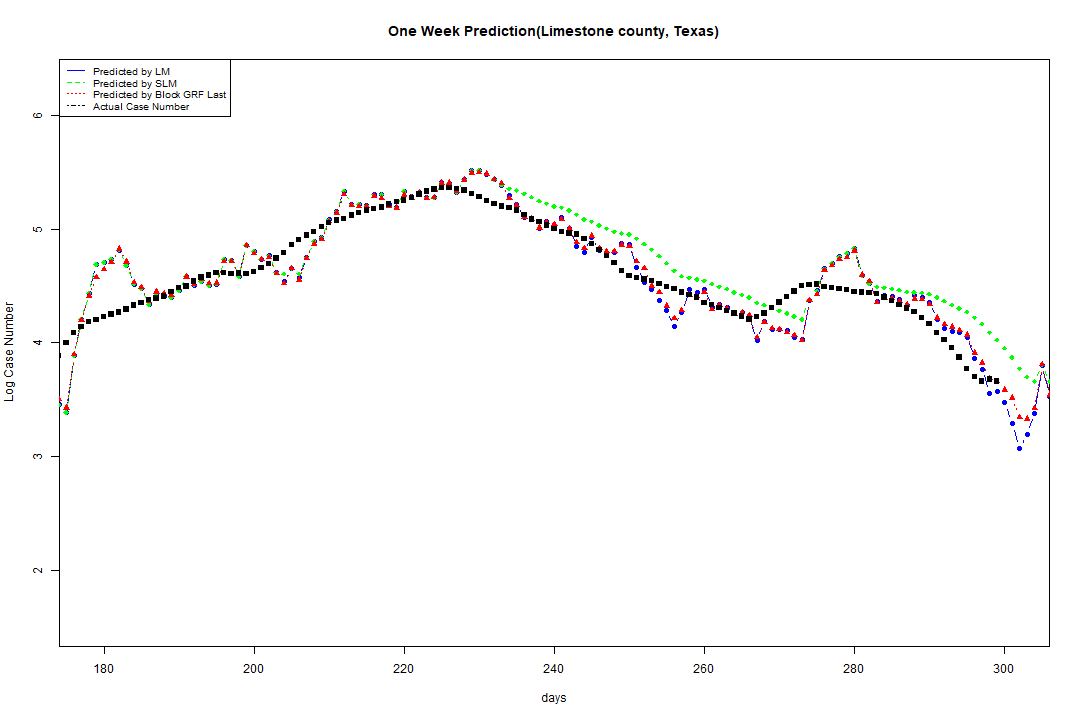 One Week Prediction(Limestone county, Texas)
Predicted by LM
Predicted by SLM
Predicted by Block GRF Last
Actual Case Number
6
5
4
3
2
Log Case Number
180 200 220 240 260 280 300
days